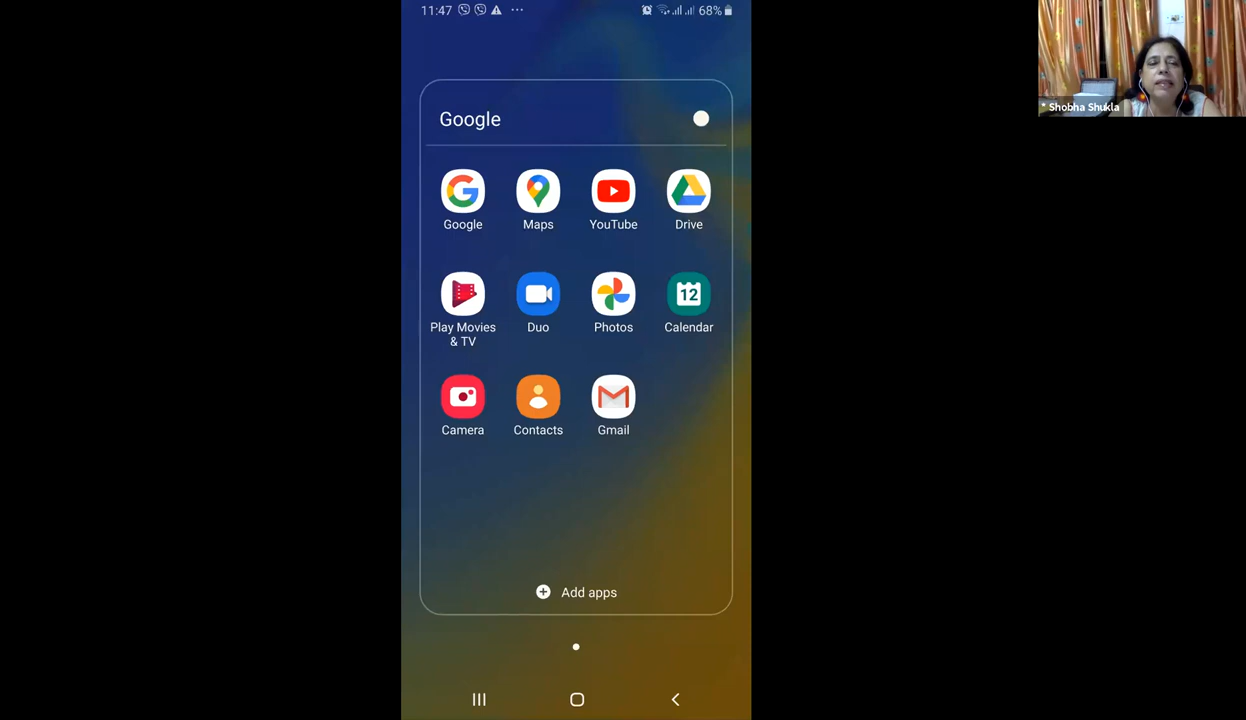 11:47 ··· 68%
* Shobha Shukla
Google
Google Maps YouTube Drive
Play Movies & TV
Duo Photos Calendar
12
Camera Contacts Gmail
Add apps